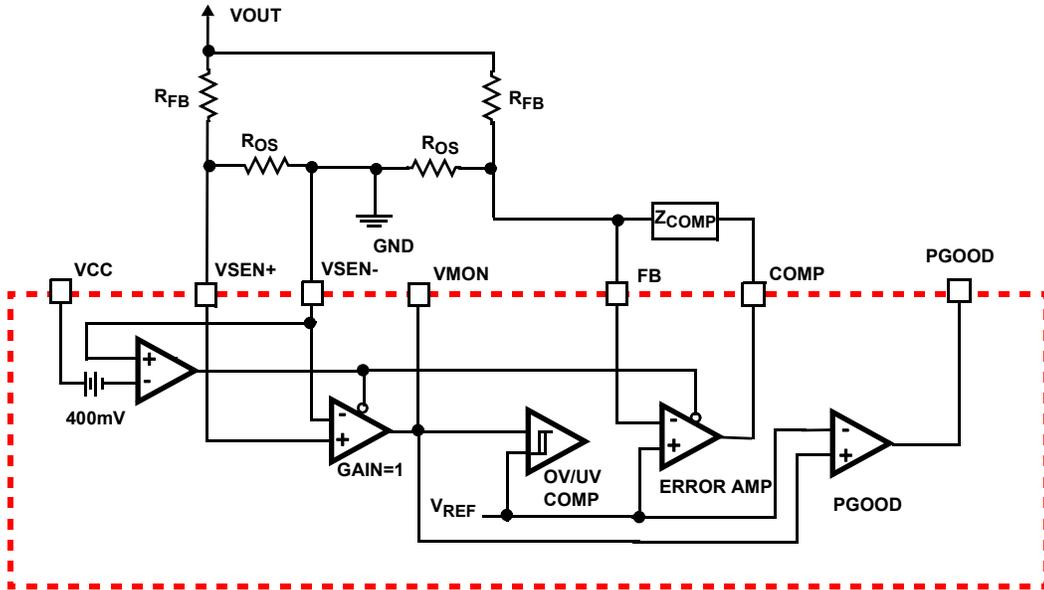 VOUT
RFB
RFB
ROS
ROS
ZCOMP
GND
VCC
VSEN+
VSEN-
VMON
FB
COMP
PGOOD
+
-
400mV
-
+
GAIN=1
OV/UV
COMP
-
+
ERROR AMP
-
+
PGOOD
VREF